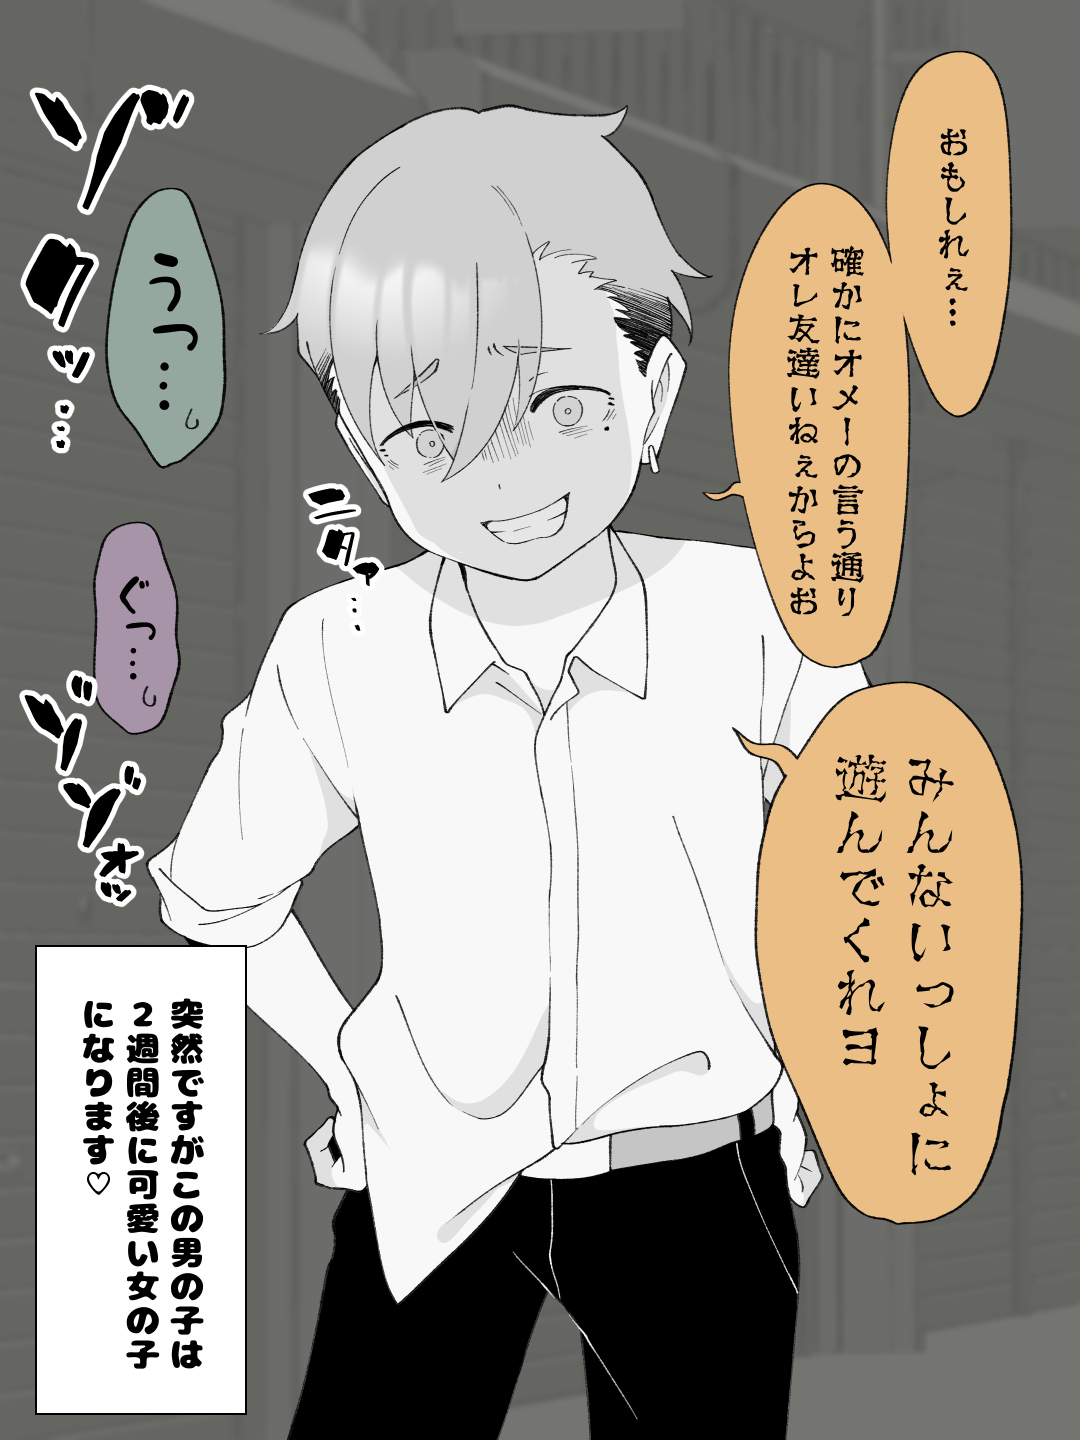 おもしれぇ…
確かにオメーの言う通り
オレ友達いねぇからよお
みんないっしょに
遊んでくれヨ
ゾクッ…
うっ…
ニタァ…
ぐっ…
ゾゾォッ
突然ですがこの男の子は
2週間後に可愛い女の子
になります♡